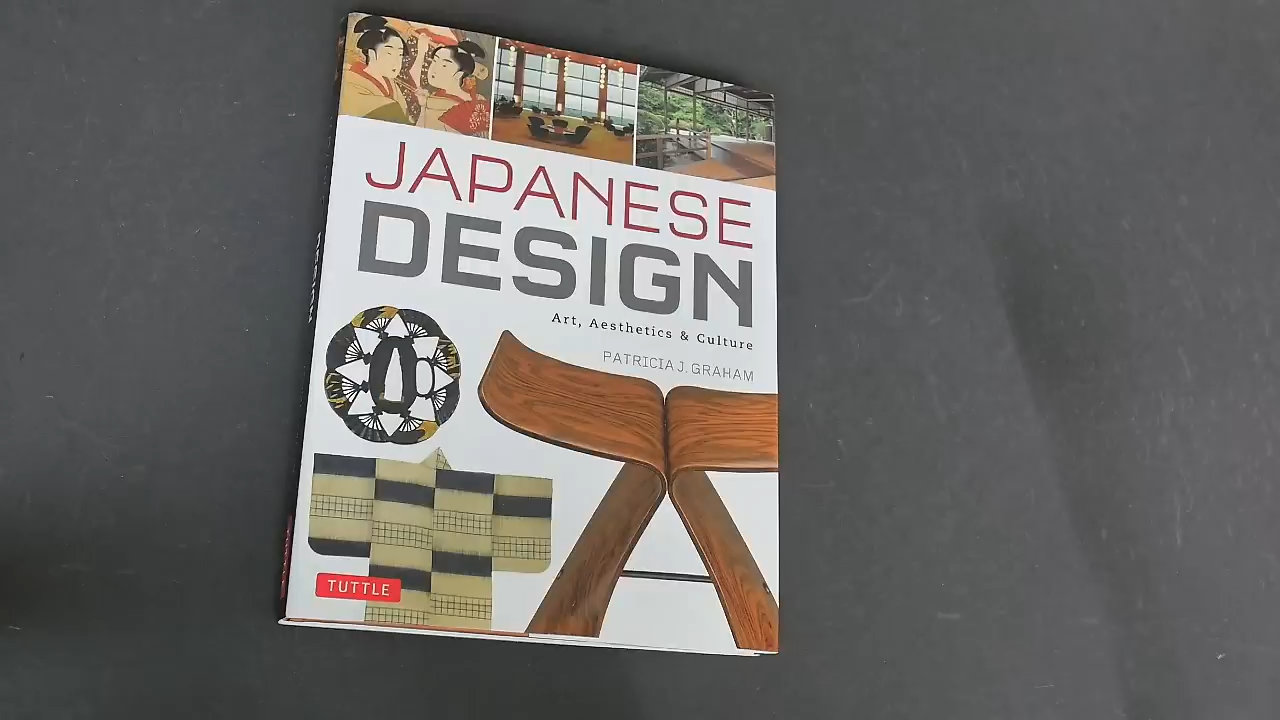 JAPANESE
DESIGN
Art, Aesthetics & Culture
PATRICIA J. GRAHAM
TUTTLE